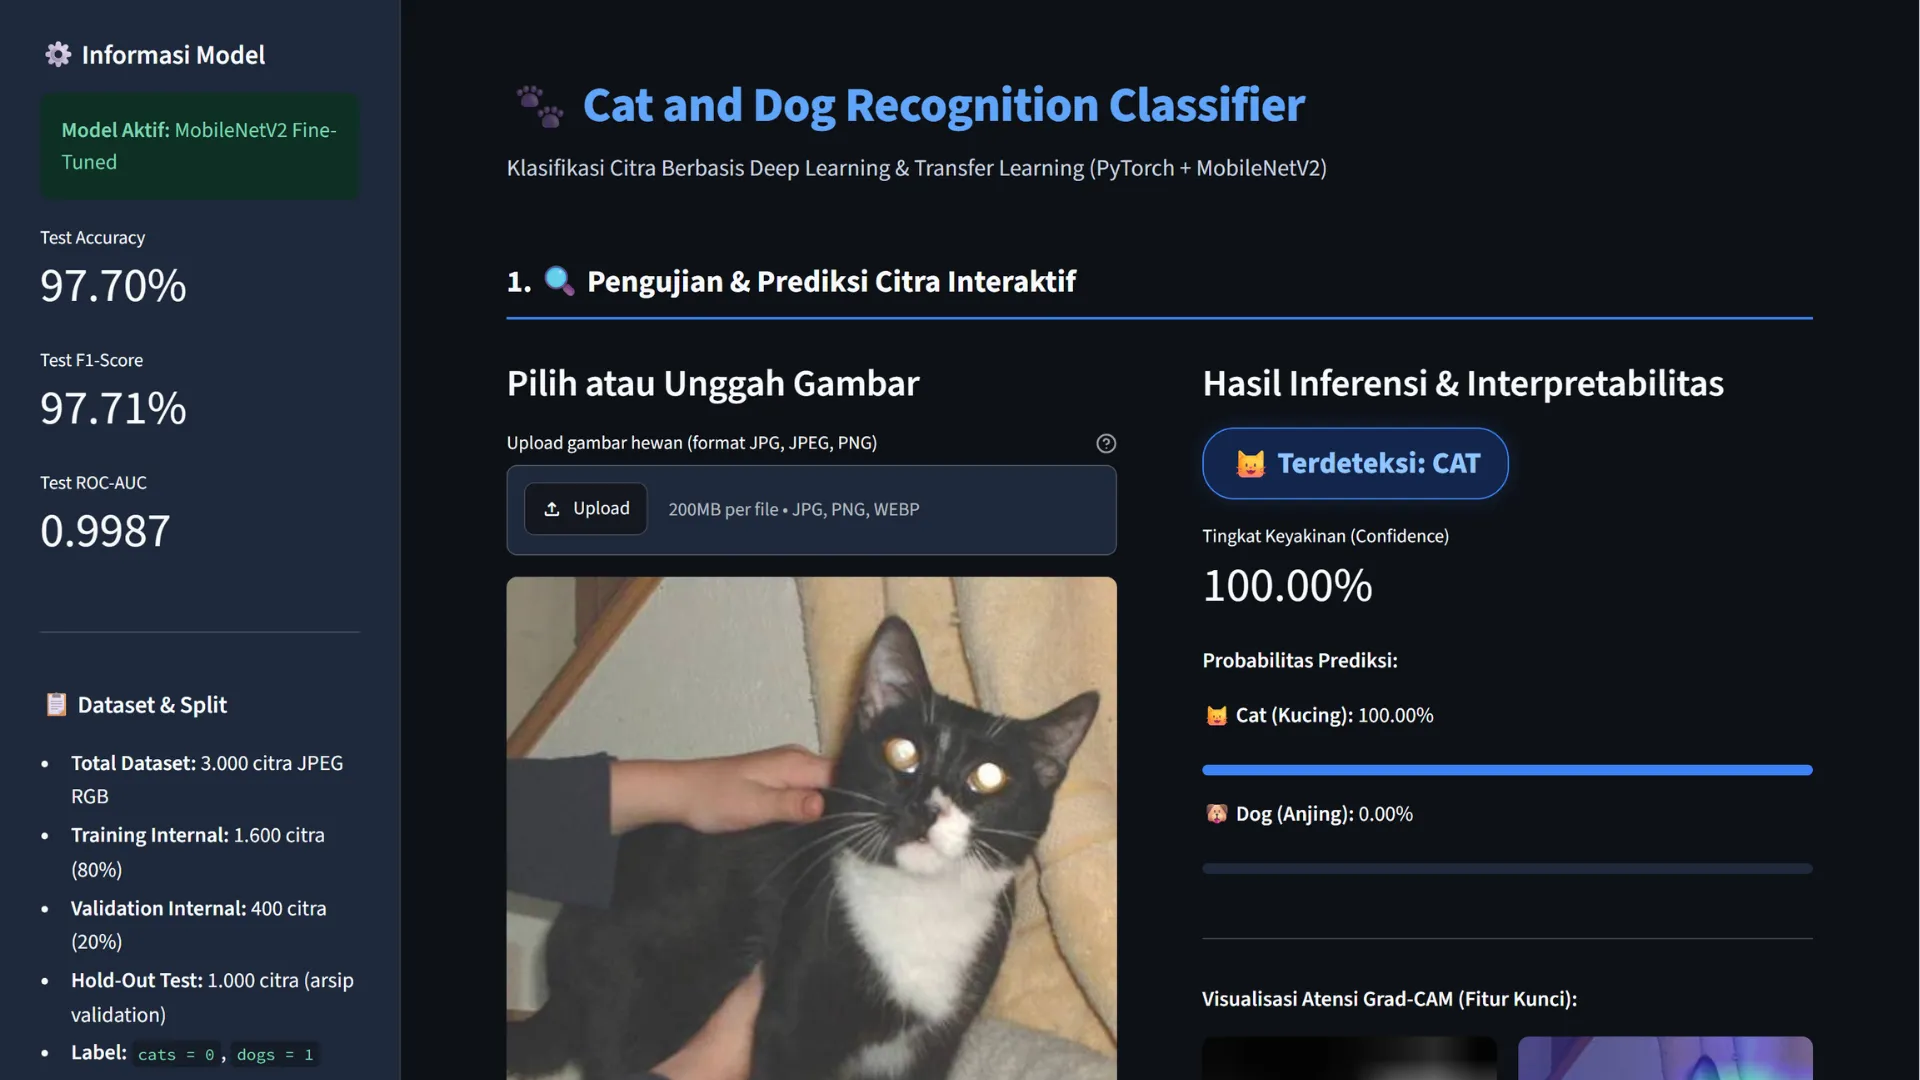 Informasi Model
Model Aktif: MobileNetV2 Fine-
Tuned
Test Accuracy
97.70%
Test F1-Score
97.71%
Test ROC-AUC
0.9987
Dataset & Split
Total Dataset: 3.000 citra JPEG
RGB
Training Internal: 1.600 citra
(80%)
Validation Internal: 400 citra
(20%)
Hold-Out Test: 1.000 citra (arsip
validation)
Label: cats = 0, dogs = 1
Cat and Dog Recognition Classifier
Klasifikasi Citra Berbasis Deep Learning & Transfer Learning (PyTorch + MobileNetV2)
1. Pengujian & Prediksi Citra Interaktif
Pilih atau Unggah Gambar
Upload gambar hewan (format JPG, JPEG, PNG)
Upload 200MB per file • JPG, PNG, WEBP
Hasil Inferensi & Interpretabilitas
Terdeteksi: CAT
Tingkat Keyakinan (Confidence)
100.00%
Probabilitas Prediksi:
Cat (Kucing): 100.00%
Dog (Anjing): 0.00%
Visualisasi Atensi Grad-CAM (Fitur Kunci):